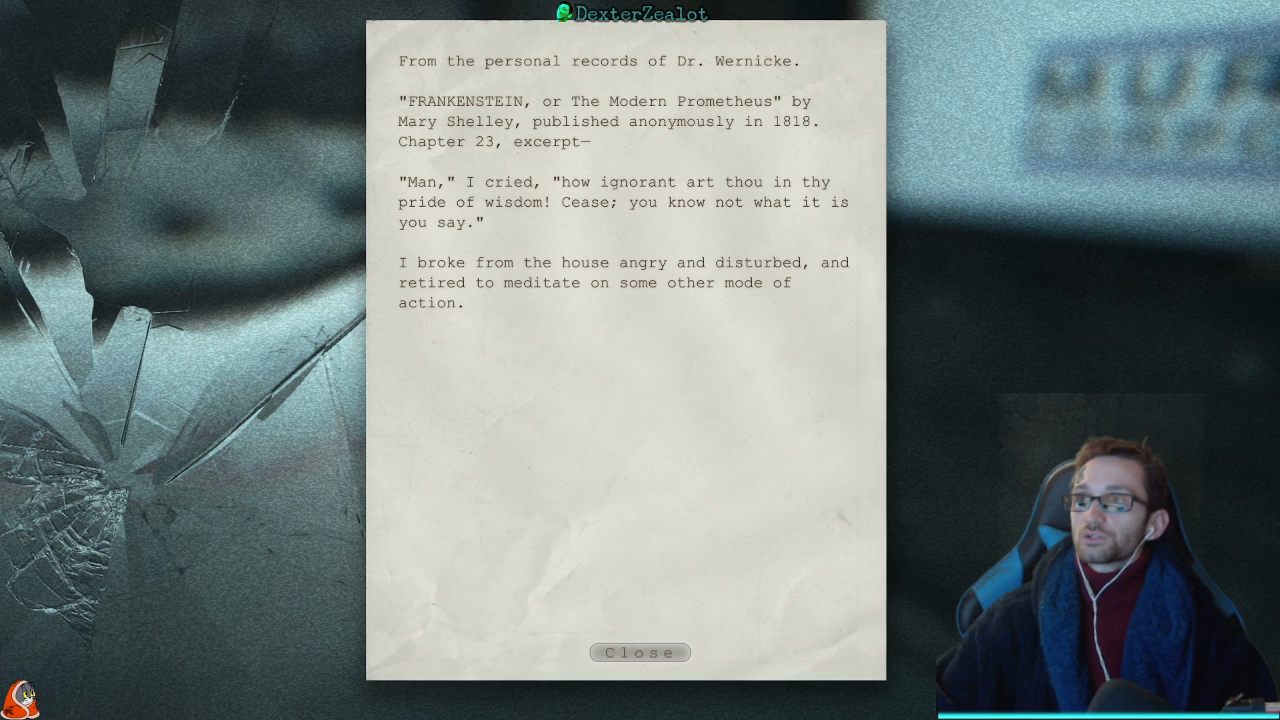 DexterZealot
From the personal records of Dr. Wernicke.
"FRANKENSTEIN, or The Modern Prometheus" by
Mary Shelley, published anonymously in 1818.
Chapter 23, excerpt—
"Man," I cried, "how ignorant art thou in thy
pride of wisdom! Cease; you know not what it is
you say."
I broke from the house angry and disturbed, and
retired to meditate on some other mode of
action.
Close